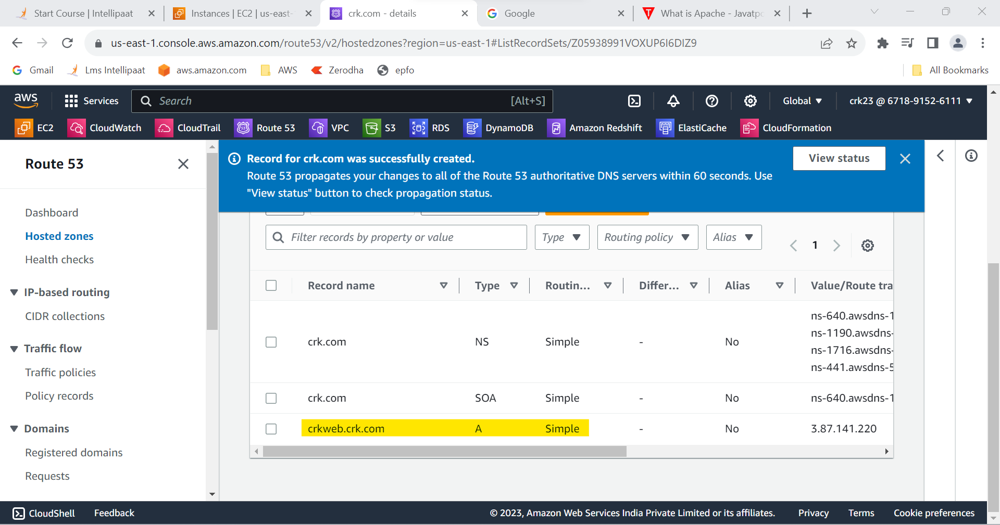 Start Course | Intellipaat
Instances | EC2 | us-east-
crk.com - details
Google
What is Apache - Javatpo
us-east-1.console.aws.amazon.com/route53/v2/hostedzones?region=us-east-1#ListRecordSets/Z05938991VOXUP6I6DIZ9
Gmail
Lms Intellipaat
aws.amazon.com
AWS
Zerodha
epfo
All Bookmarks
aws
Services
Search
[Alt+S]
Global
crk23 @ 6718-9152-6111
EC2
CloudWatch
CloudTrail
Route 53
VPC
S3
RDS
DynamoDB
Amazon Redshift
ElastiCache
CloudFormation
Route 53
Dashboard
Hosted zones
Health checks
IP-based routing
CIDR collections
Traffic flow
Traffic policies
Policy records
Domains
Registered domains
Requests
Record for crk.com was successfully created.
Route 53 propagates your changes to all of the Route 53 authoritative DNS servers within 60 seconds. Use
"View status" button to check propagation status.
View status
Filter records by property or value
Type
Routing policy
Alias
1
Record name
Type
Routin...
Differ...
Alias
Value/Route tra
crk.com
NS
Simple
-
No
ns-640.awsdns-1
ns-1190.awsdns-
ns-1716.awsdns-
ns-441.awsdns-5
crk.com
SOA
Simple
-
No
ns-640.awsdns-1
crkweb.crk.com
A
Simple
-
No
3.87.141.220
CloudShell
Feedback
© 2023, Amazon Web Services India Private Limited or its affiliates.
Privacy
Terms
Cookie preferences